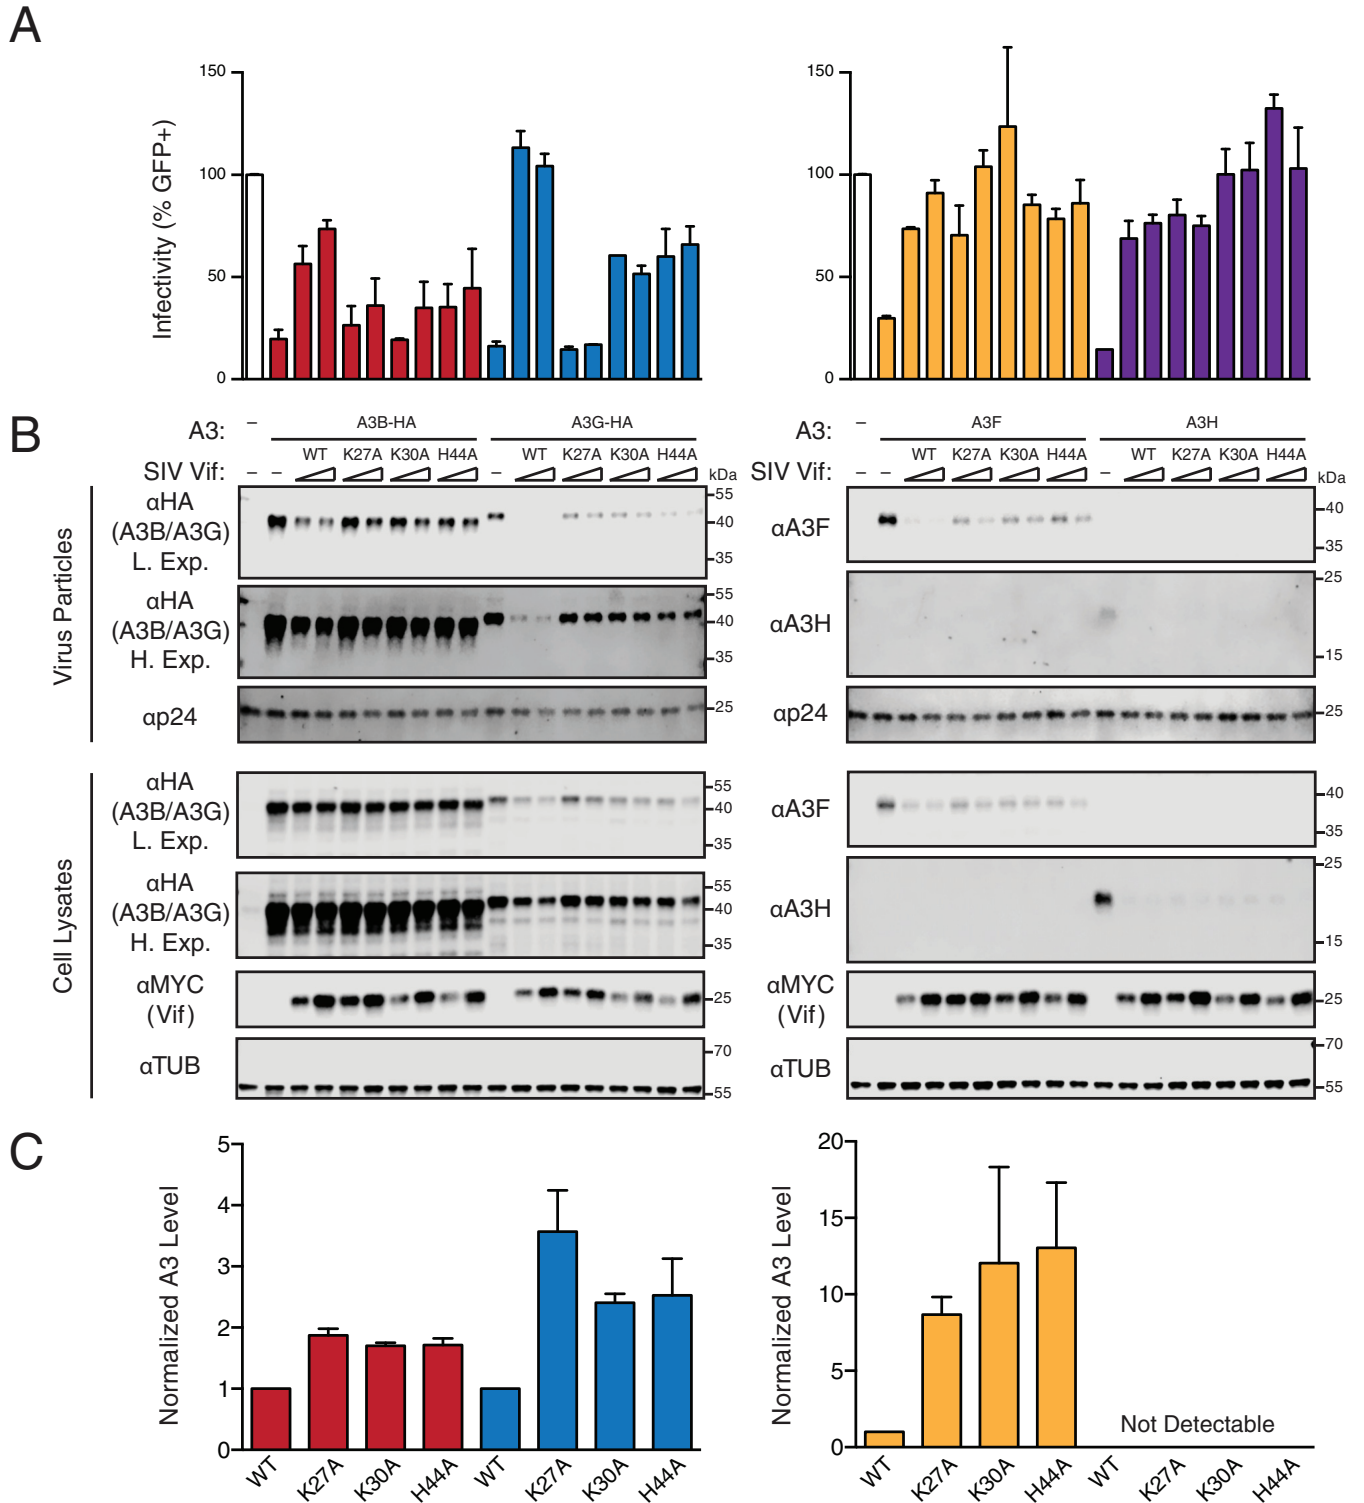 A
150
100
50
0
Infectivity (% GFP+)
150
100
50
0
B
A3: – A3B-HA A3G-HA
WT K27A K30A H44A WT K27A K30A H44A
SIV Vif: – – – kDa
A3: – A3F A3H
WT K27A K30A H44A WT K27A K30A H44A
SIV Vif: – – – kDa
Virus Particles
αHA
(A3B/A3G)
L. Exp.
55
40
35
αHA
(A3B/A3G)
H. Exp.
55
40
35
αp24
25
αA3F
40
35
αA3H
25
15
αp24
25
Cell Lysates
αHA
(A3B/A3G)
L. Exp.
55
40
35
αHA
(A3B/A3G)
H. Exp.
55
40
35
αMYC
(Vif)
25
αTUB
70
55
αA3F
40
35
αA3H
25
15
αMYC
(Vif)
25
αTUB
70
55
C
Normalized A3 Level
5
4
3
2
1
0
WT K27A K30A H44A WT K27A K30A H44A
Normalized A3 Level
20
15
10
5
0
Not Detectable
WT K27A K30A H44A WT K27A K30A H44A